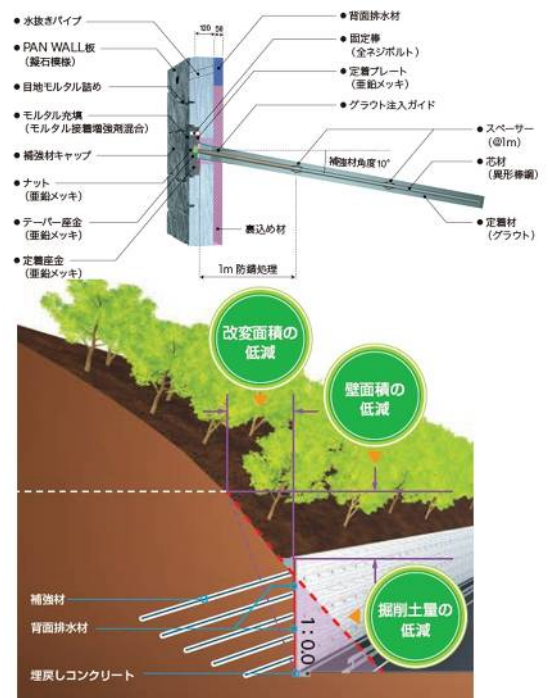 ● 水抜きパイプ
● PAN WALL板
（擬石模様）
● 目地モルタル詰め
● モルタル充填
（モルタル接着増強剤混合）
● 補強材キャップ
● ナット
（亜鉛メッキ）
● テーパー座金
（亜鉛メッキ）
● 定着座金
（亜鉛メッキ）
120 50
● 背面排水材
● 固定棒
（全ネジボルト）
● 定着プレート
（亜鉛メッキ）
● グラウト注入ガイド
● スペーサー
（@1m）
● 芯材
（異形棒鋼）
● 定着材
（グラウト）
補強材角度10°
裏込め材
1m 防錆処理
改変面積の
低減
壁面積の
低減
掘削土量の
低減
補強材
背面排水材
埋戻しコンクリート
1：0.0